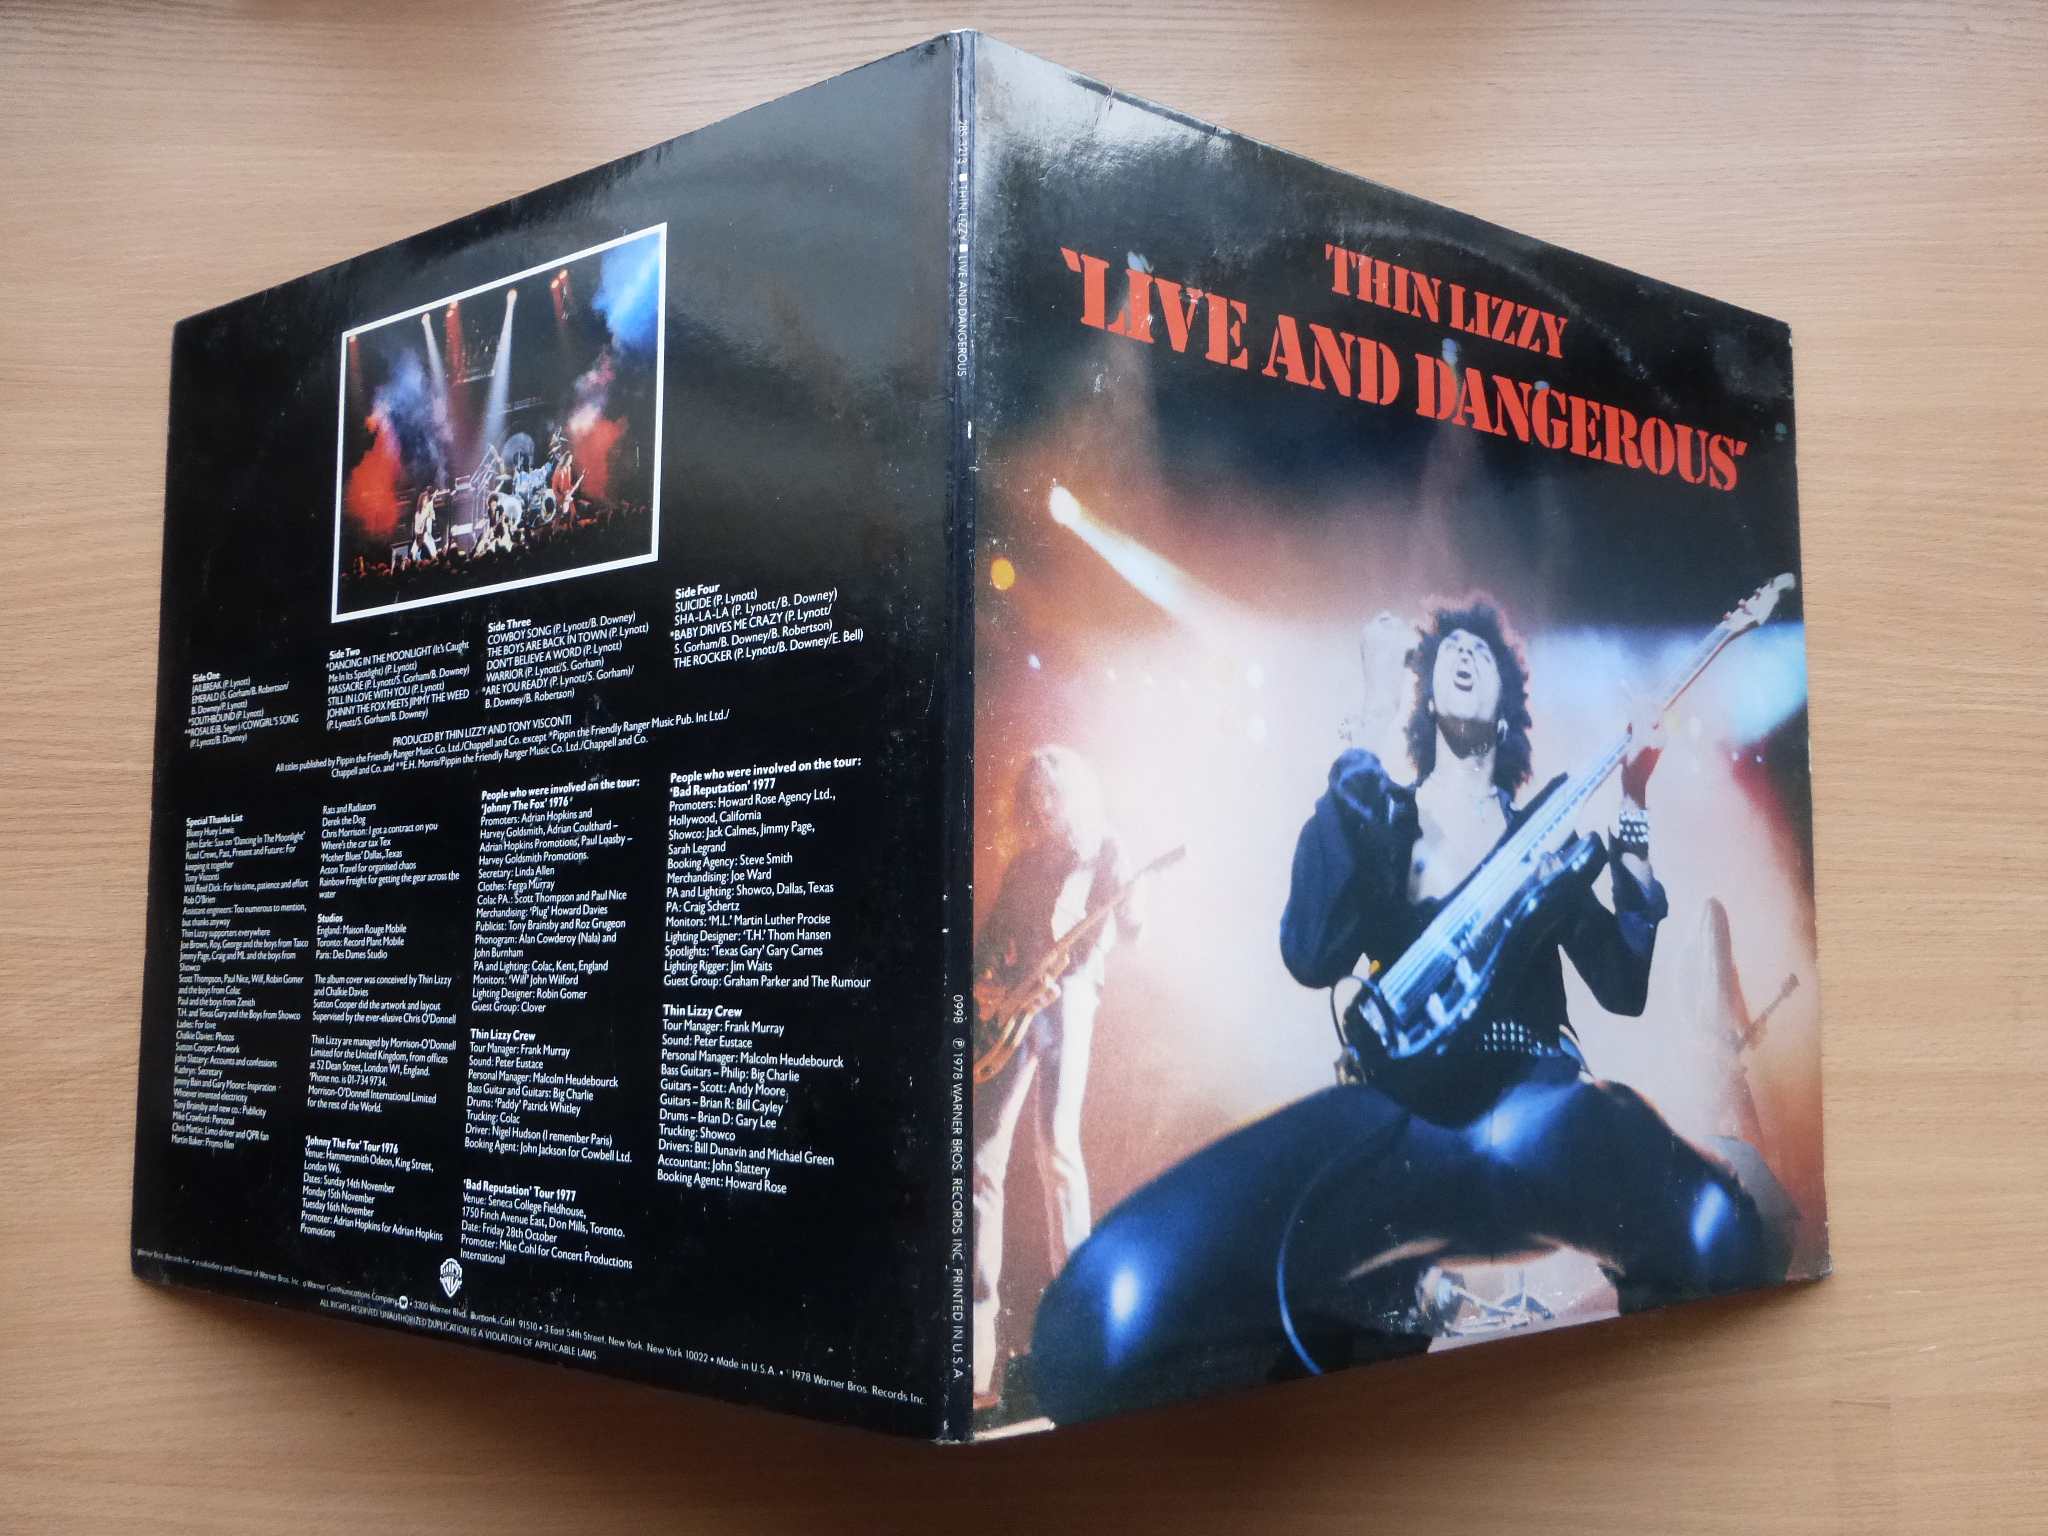 THIN LIZZY
'LIVE AND DANGEROUS'
2BS 3213 ■ THIN LIZZY ■ LIVE AND DANGEROUS
0998 ℗ 1978 WARNER BROS. RECORDS INC. PRINTED IN U.S.A.
Side One
JAILBREAK (P. Lynott)
EMERALD (S. Gorham/B. Robertson/
B. Downey/P. Lynott)
*SOUTHBOUND (P. Lynott)
**ROSALIE (B. Seger)/COWGIRL'S SONG
(P. Lynott/B. Downey)
Side Two
*DANCING IN THE MOONLIGHT (It's Caught
Me In Its Spotlight) (P. Lynott)
MASSACRE (P. Lynott/S. Gorham/B. Downey)
STILL IN LOVE WITH YOU (P. Lynott)
JOHNNY THE FOX MEETS JIMMY THE WEED
(P. Lynott/S. Gorham/B. Downey)
Side Three
COWBOY SONG (P. Lynott/B. Downey)
THE BOYS ARE BACK IN TOWN (P. Lynott)
DON'T BELIEVE A WORD (P. Lynott)
WARRIOR (P. Lynott/S. Gorham)
*ARE YOU READY (P. Lynott/S. Gorham)/
B. Downey/B. Robertson)
Side Four
SUICIDE (P. Lynott)
SHA-LA-LA (P. Lynott/B. Downey)
*BABY DRIVES ME CRAZY (P. Lynott/
S. Gorham/B. Downey/B. Robertson)
THE ROCKER (P. Lynott/B. Downey/E. Bell)
PRODUCED BY THIN LIZZY AND TONY VISCONTI
All titles published by Pippin the Friendly Ranger Music Co. Ltd./Chappell and Co. except *Pippin the Friendly Ranger Music Pub. Int Ltd./
Chappell and Co. and **E.H. Morris/Pippin the Friendly Ranger Music Co. Ltd./Chappell and Co.
Special Thanks List
Bluesy Huey Lewis
John Earle: Sax on 'Dancing In The Moonlight'
Road Crews, Past, Present and Future: For
keeping it together
Tony Visconti
Will Reid Dick: For his time, patience and effort
Rob O'Brien
Assistant engineers: Too numerous to mention,
but thanks anyway
Thin Lizzy supporters everywhere
Joe Brown, Roy, George and the boys from Tasco
Jimmy Page, Craig and ML and the boys from
Showco
Scott Thompson, Paul Nice, Wilf, Robin Gomer
and the boys from Colac
Paul and the boys from Zenith
T.H. and Texas Gary and the Boys from Showco
Ladies: For love
Chalkie Davies: Photos
Sutton Cooper: Artwork
John Slattery: Accounts and confessions
Kathryn: Secretary
Jimmy Bain and Gary Moore: Inspiration
Whoever invented electricity
Tony Brainsby and new co.: Publicity
Mike Crawford: Personal
Chris Martin: Limo driver and QPR fan
Martin Baker: Promo film
Rats and Radiators
Derek the Dog
Chris Morrison: I got a contract on you
Where's the car tax Tex
'Mother Blues' Dallas, Texas
Acton Travel for organised chaos
Rainbow Freight for getting the gear across the
water
Studios
England: Maison Rouge Mobile
Toronto: Record Plant Mobile
Paris: Des Dames Studio
The album cover was conceived by Thin Lizzy
and Chalkie Davies
Sutton Cooper did the artwork and layout
Supervised by the ever-elusive Chris O'Donnell
Thin Lizzy are managed by Morrison-O'Donnell
Limited for the United Kingdom, from offices
at 52 Dean Street, London W1, England.
'Phone no. is 01-734 9734.
Morrison-O'Donnell International Limited
for the rest of the World.
'Johnny The Fox' Tour 1976
Venue: Hammersmith Odeon, King Street,
London W6.
Dates: Sunday 14th November
Monday 15th November
Tuesday 16th November
Promoter: Adrian Hopkins for Adrian Hopkins
Promotions
People who were involved on the tour:
'Johnny The Fox' 1976
Promoters: Adrian Hopkins and
Harvey Goldsmith, Adrian Coulthard –
Adrian Hopkins Promotions, Paul Loasby –
Harvey Goldsmith Promotions.
Secretary: Linda Allen
Clothes: Ferga Murray
Colac P.A.: Scott Thompson and Paul Nice
Merchandising: 'Plug' Howard Davies
Publicist: Tony Brainsby and Roz Grugeon
Phonogram: Alan Cowderoy (Nala) and
John Burnham
PA and Lighting: Colac, Kent, England
Monitors: 'Wilf' John Wilford
Lighting Designer: Robin Gomer
Guest Group: Clover
Thin Lizzy Crew
Tour Manager: Frank Murray
Sound: Peter Eustace
Personal Manager: Malcolm Heudebourck
Bass Guitar and Guitars: Big Charlie
Drums: 'Paddy' Patrick Whitley
Trucking: Colac
Driver: Nigel Hudson (I remember Paris)
Booking Agent: John Jackson for Cowbell Ltd.
'Bad Reputation' Tour 1977
Venue: Seneca College Fieldhouse,
1750 Finch Avenue East, Don Mills, Toronto.
Date: Friday 28th October
Promoter: Mike Cohl for Concert Productions
International
People who were involved on the tour:
'Bad Reputation' 1977
Promoters: Howard Rose Agency Ltd.,
Hollywood, California
Showco: Jack Calmes, Jimmy Page,
Sarah Legrand
Booking Agency: Steve Smith
Merchandising: Joe Ward
PA and Lighting: Showco, Dallas, Texas
PA: Craig Schertz
Monitors: 'M.L.' Martin Luther Procise
Lighting Designer: 'T.H.' Thom Hansen
Spotlights: 'Texas Gary' Gary Carnes
Lighting Rigger: Jim Waits
Guest Group: Graham Parker and The Rumour
Thin Lizzy Crew
Tour Manager: Frank Murray
Sound: Peter Eustace
Personal Manager: Malcolm Heudebourck
Bass Guitars – Philip: Big Charlie
Guitars – Scott: Andy Moore
Guitars – Brian R: Bill Cayley
Drums – Brian D: Gary Lee
Trucking: Showco
Drivers: Bill Dunavin and Michael Green
Accountant: John Slattery
Booking Agent: Howard Rose
Warner Bros. Records Inc. • a subsidiary and licensee of Warner Bros. Inc. a Warner Communications Company • 3300 Warner Blvd. Burbank, Calif. 91510 • 3 East 54th Street, New York, New York 10022 • Made in U.S.A. • © 1978 Warner Bros. Records Inc.
ALL RIGHTS RESERVED. UNAUTHORIZED DUPLICATION IS A VIOLATION OF APPLICABLE LAWS.